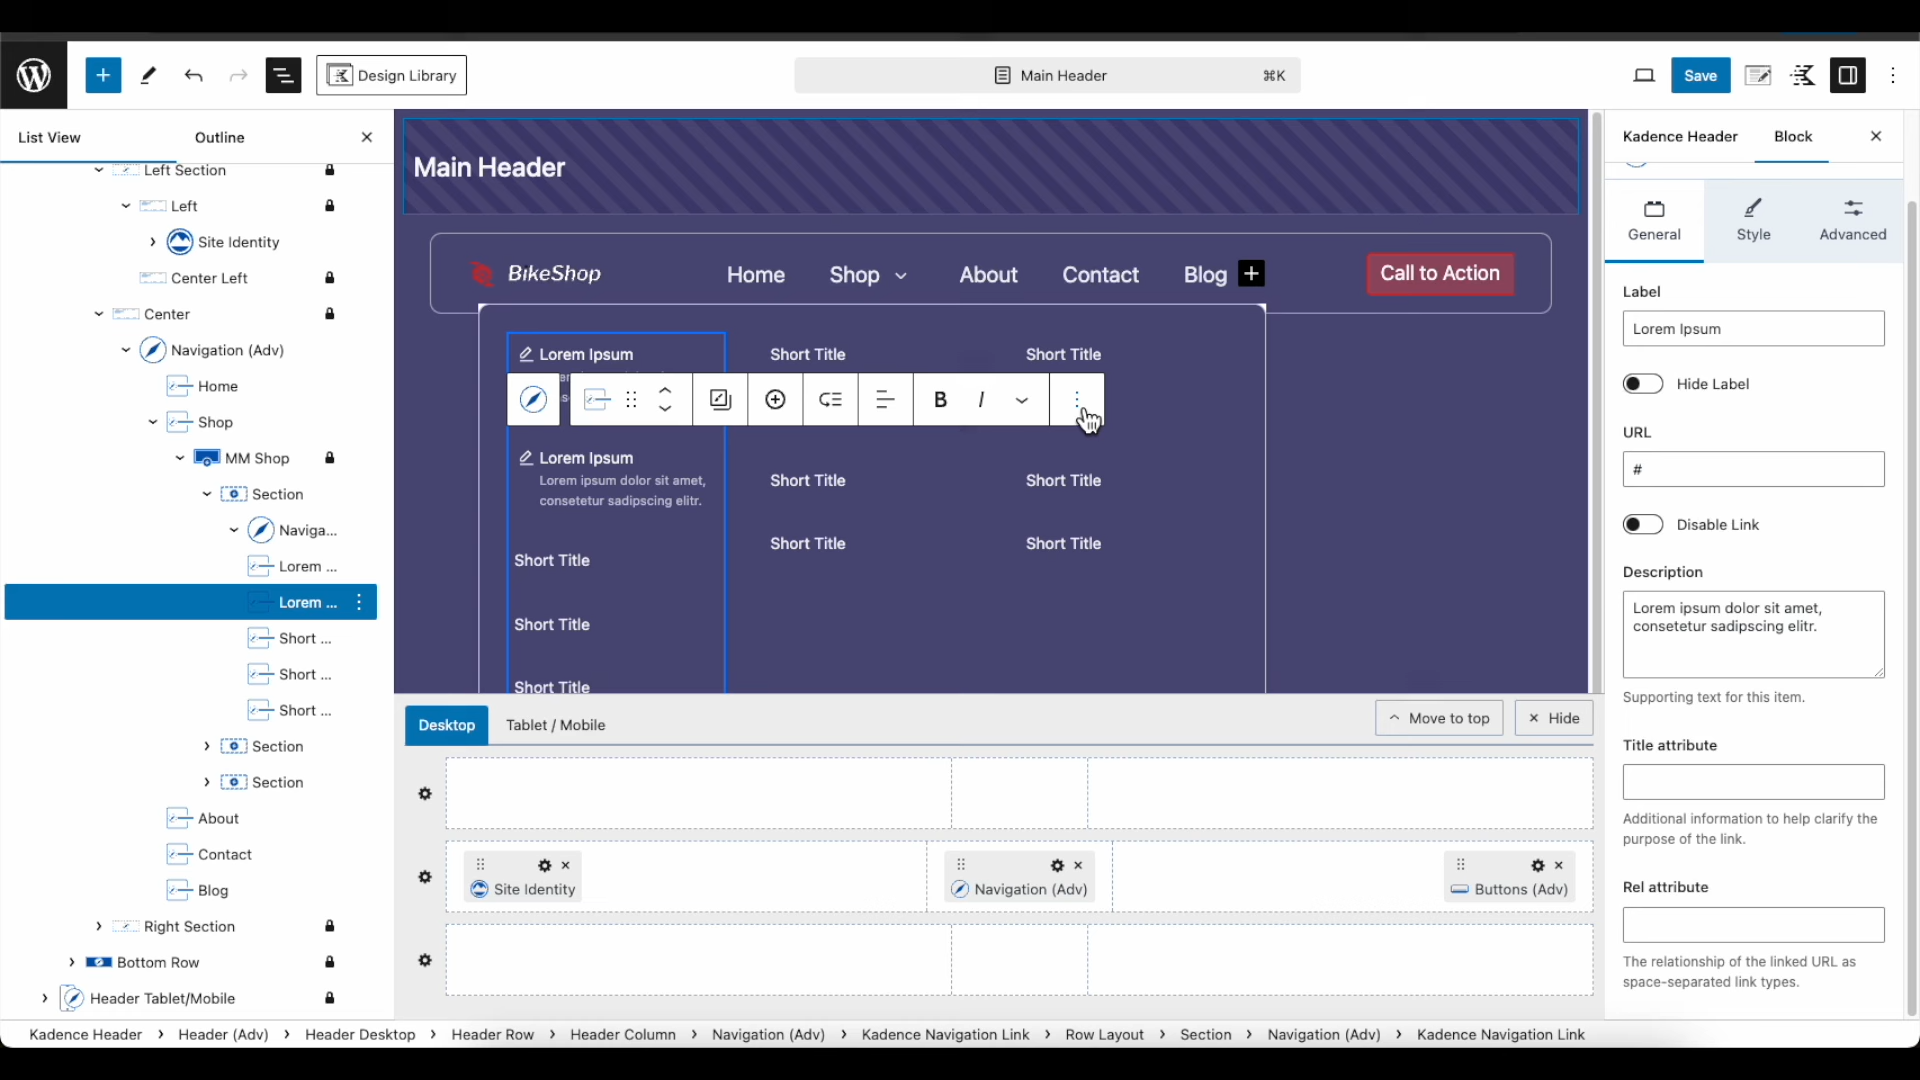 Design Library
Main Header
⌘K
Save
List View
Outline
Left Section
Left
Site Identity
Center Left
Center
Navigation (Adv)
Home
Shop
MM Shop
Section
Naviga...
Lorem ...
Lorem ...
Short ...
Short ...
Short ...
Section
Section
About
Contact
Blog
Right Section
Bottom Row
Header Tablet/Mobile
Main Header
BikeShop
Home
Shop
About
Contact
Blog
Call to Action
Lorem Ipsum
Short Title
Short Title
B
I
Lorem Ipsum
Lorem ipsum dolor sit amet,
consetetur sadipscing elitr.
Short Title
Short Title
Short Title
Short Title
Short Title
Short Title
Short Title
Desktop
Tablet / Mobile
Move to top
Hide
Site Identity
Navigation (Adv)
Buttons (Adv)
Kadence Header
Block
General
Style
Advanced
Label
Lorem Ipsum
Hide Label
URL
#
Disable Link
Description
Lorem ipsum dolor sit amet,
consetetur sadipscing elitr.
Supporting text for this item.
Title attribute
Additional information to help clarify the
purpose of the link.
Rel attribute
The relationship of the linked URL as
space-separated link types.
Kadence Header > Header (Adv) > Header Desktop > Header Row > Header Column > Navigation (Adv) > Kadence Navigation Link > Row Layout > Section > Navigation (Adv) > Kadence Navigation Link